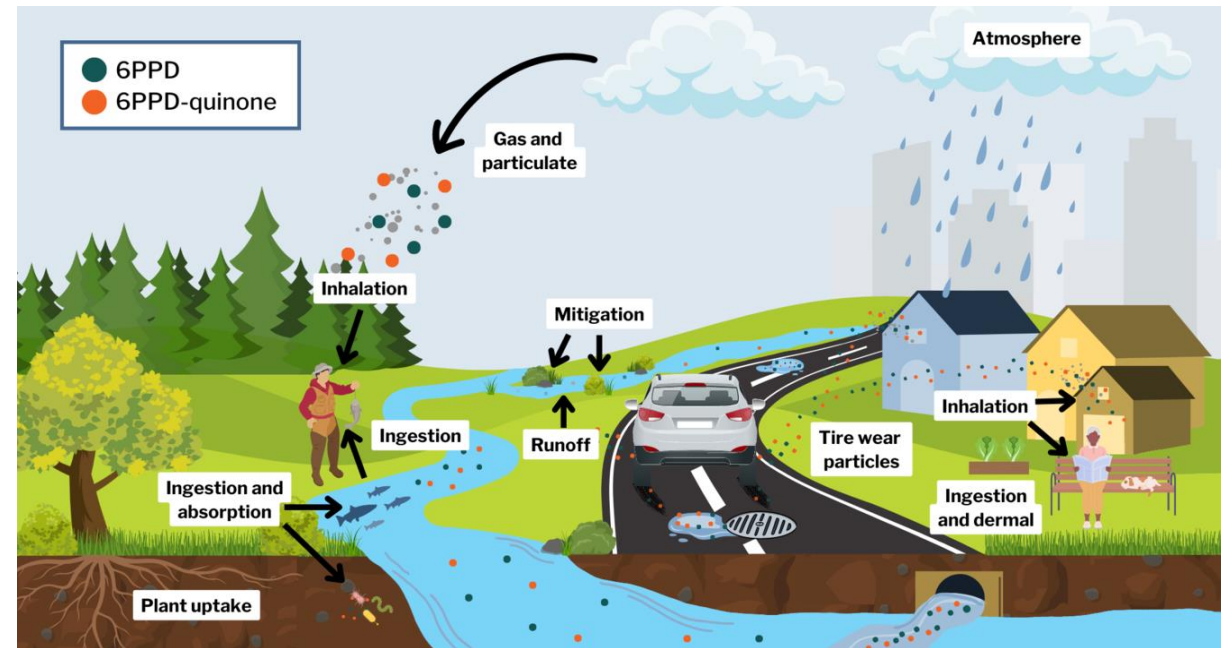 6PPD
6PPD-quinone
Atmosphere
Gas and
particulate
Inhalation
Mitigation
Inhalation
Ingestion
Runoff
Tire wear
particles
Ingestion and
absorption
Ingestion
and dermal
Plant uptake